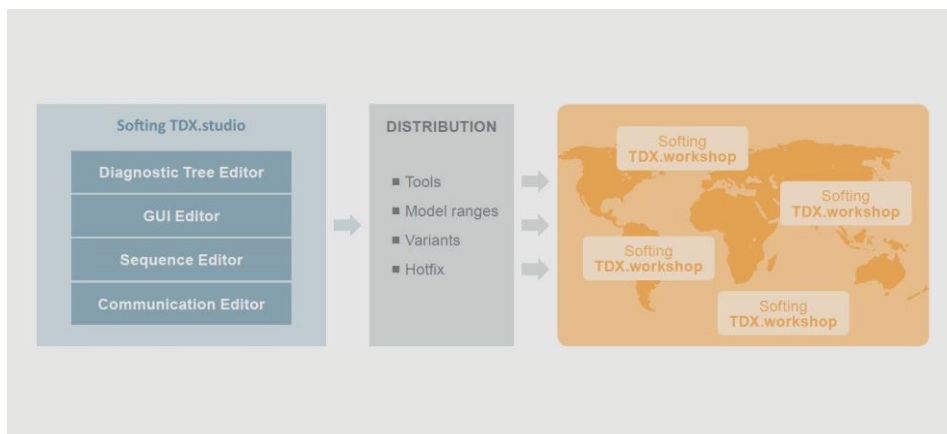 Softing TDX.studio
Diagnostic Tree Editor
GUI Editor
Sequence Editor
Communication Editor
DISTRIBUTION
■ Tools
■ Model ranges
■ Variants
■ Hotfix
Softing
TDX.workshop
Softing
TDX.workshop
Softing
TDX.workshop
Softing
TDX.workshop